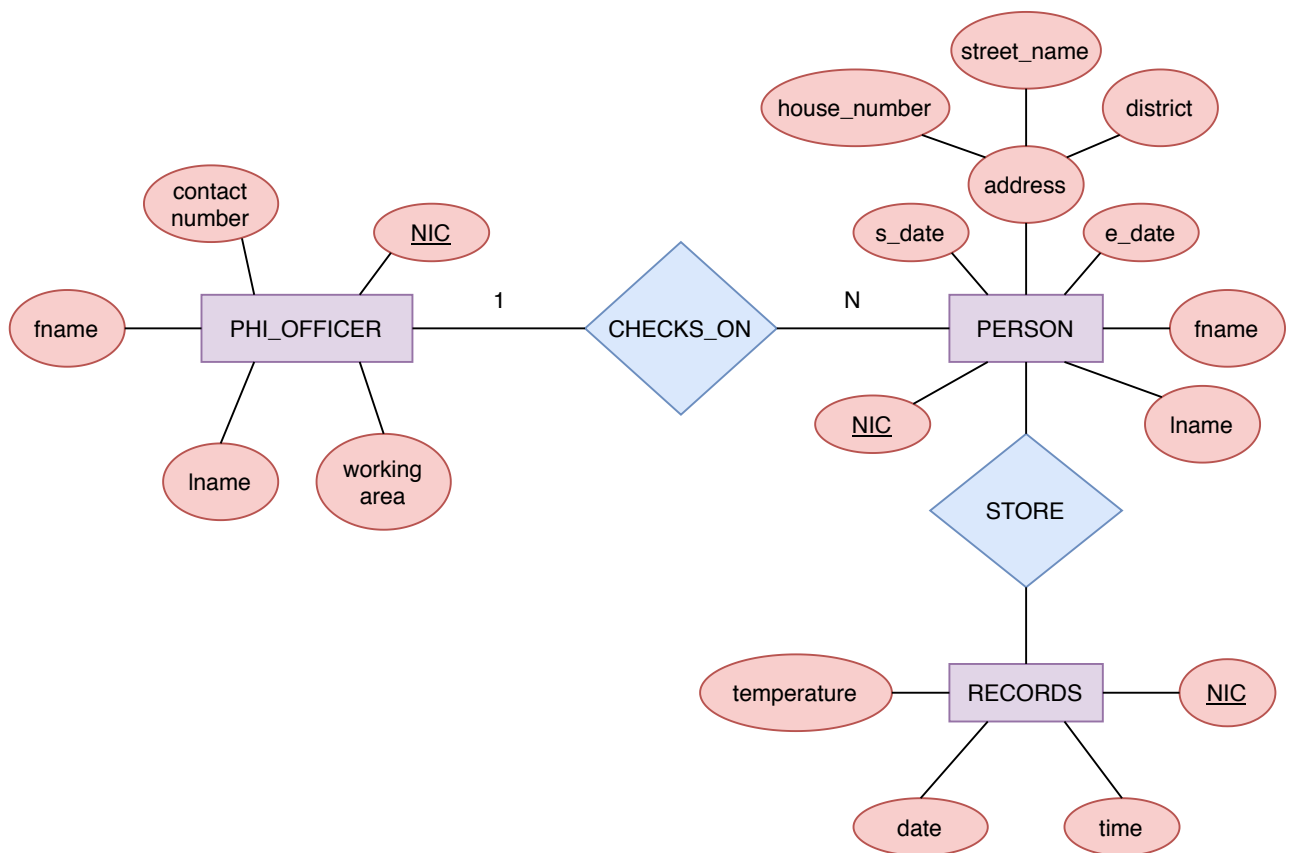 street_name
house_number
district
address
contact
number
NIC
s_date
e_date
1
N
fname
PHI_OFFICER
CHECKS_ON
PERSON
fname
NIC
lname
lname
working
area
STORE
temperature
RECORDS
NIC
date
time